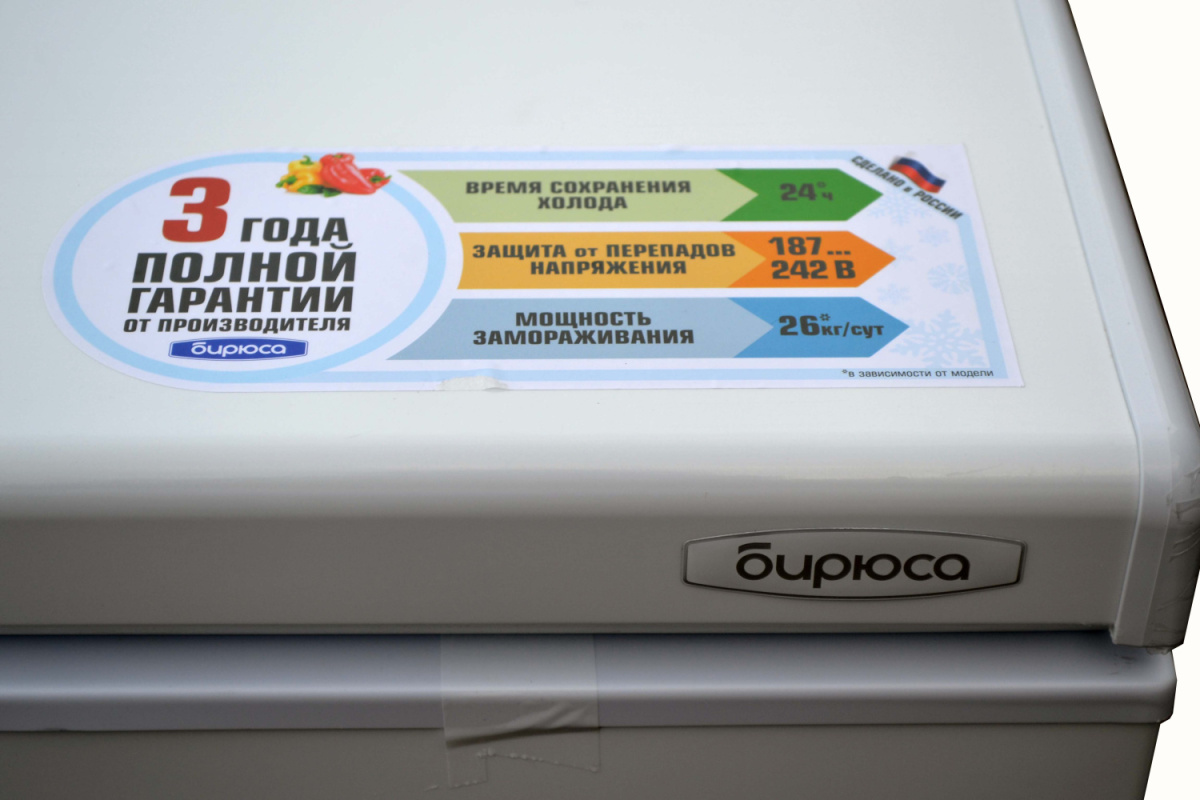 3 ГОДА
ПОЛНОЙ
ГАРАНТИИ
ОТ ПРОИЗВОДИТЕЛЯ
бирюса
ВРЕМЯ СОХРАНЕНИЯ
ХОЛОДА
24*ч
ЗАЩИТА от ПЕРЕПАДОВ
НАПРЯЖЕНИЯ
187...
242 В
МОЩНОСТЬ
ЗАМОРАЖИВАНИЯ
26*кг/сут
СДЕЛАНО в РОССИИ
*в зависимости от модели
бирюса